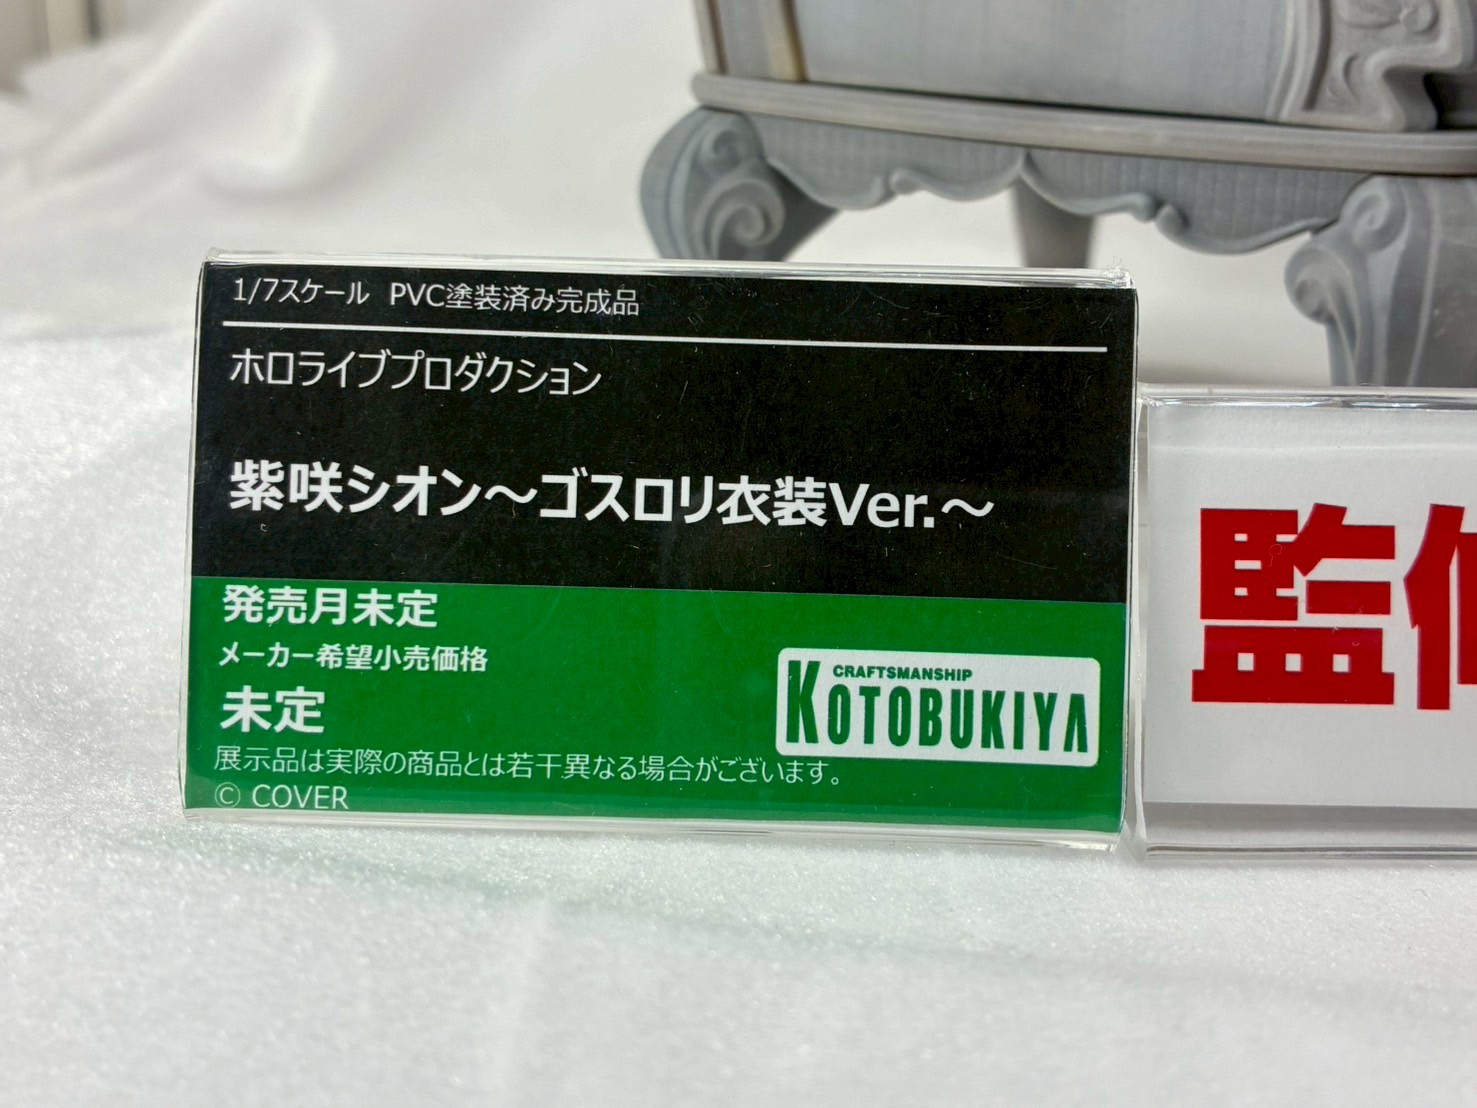 1/7スケール PVC塗装済み完成品
ホロライブプロダクション
紫咲シオン～ゴスロリ衣装Ver.～
発売月未定
メーカー希望小売価格
未定
CRAFTSMANSHIP
KOTOBUKIYA
展示品は実際の商品とは若干異なる場合がございます。
© COVER
監